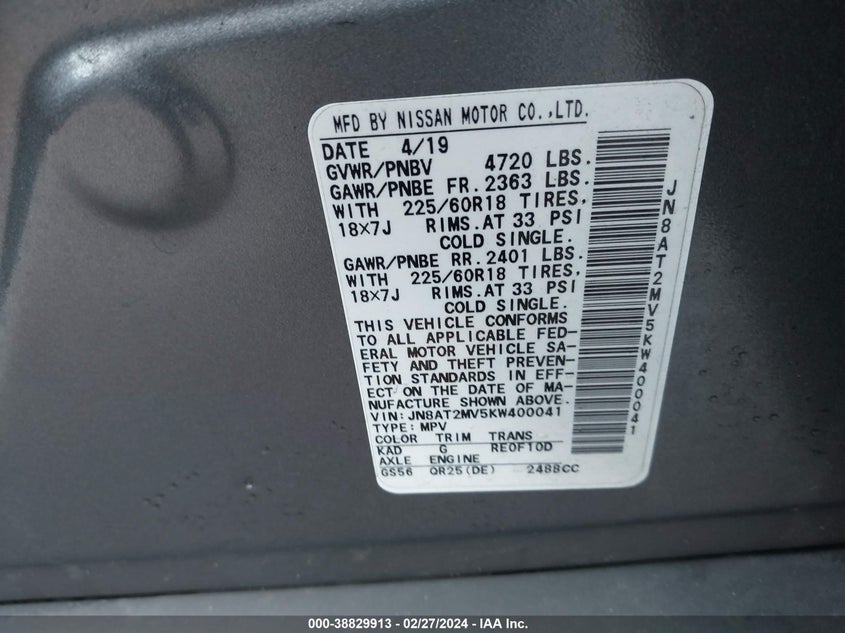 MFD BY NISSAN MOTOR CO.,LTD.
DATE 4/19
GVWR/PNBV 4720 LBS.
GAWR/PNBE FR.2363 LBS.
WITH 225/60R18 TIRES,
18×7J RIMS.AT 33 PSI
COLD SINGLE.
GAWR/PNBE RR.2401 LBS.
WITH 225/60R18 TIRES,
18×7J RIMS.AT 33 PSI
COLD SINGLE.
THIS VEHICLE CONFORMS
TO ALL APPLICABLE FED-
ERAL MOTOR VEHICLE SA-
FETY AND THEFT PREVEN-
TION STANDARDS IN EFF-
ECT ON THE DATE OF MA-
NUFACTURE SHOWN ABOVE.
VIN:JN8AT2MV5KW400041
TYPE:MPV
COLOR TRIM TRANS
KAD G RE0F10D
AXLE ENGINE
GS56 QR25(DE) 2488CC
JN8AT2MV5KW400041
000-38829913 - 02/27/2024 - IAA Inc.